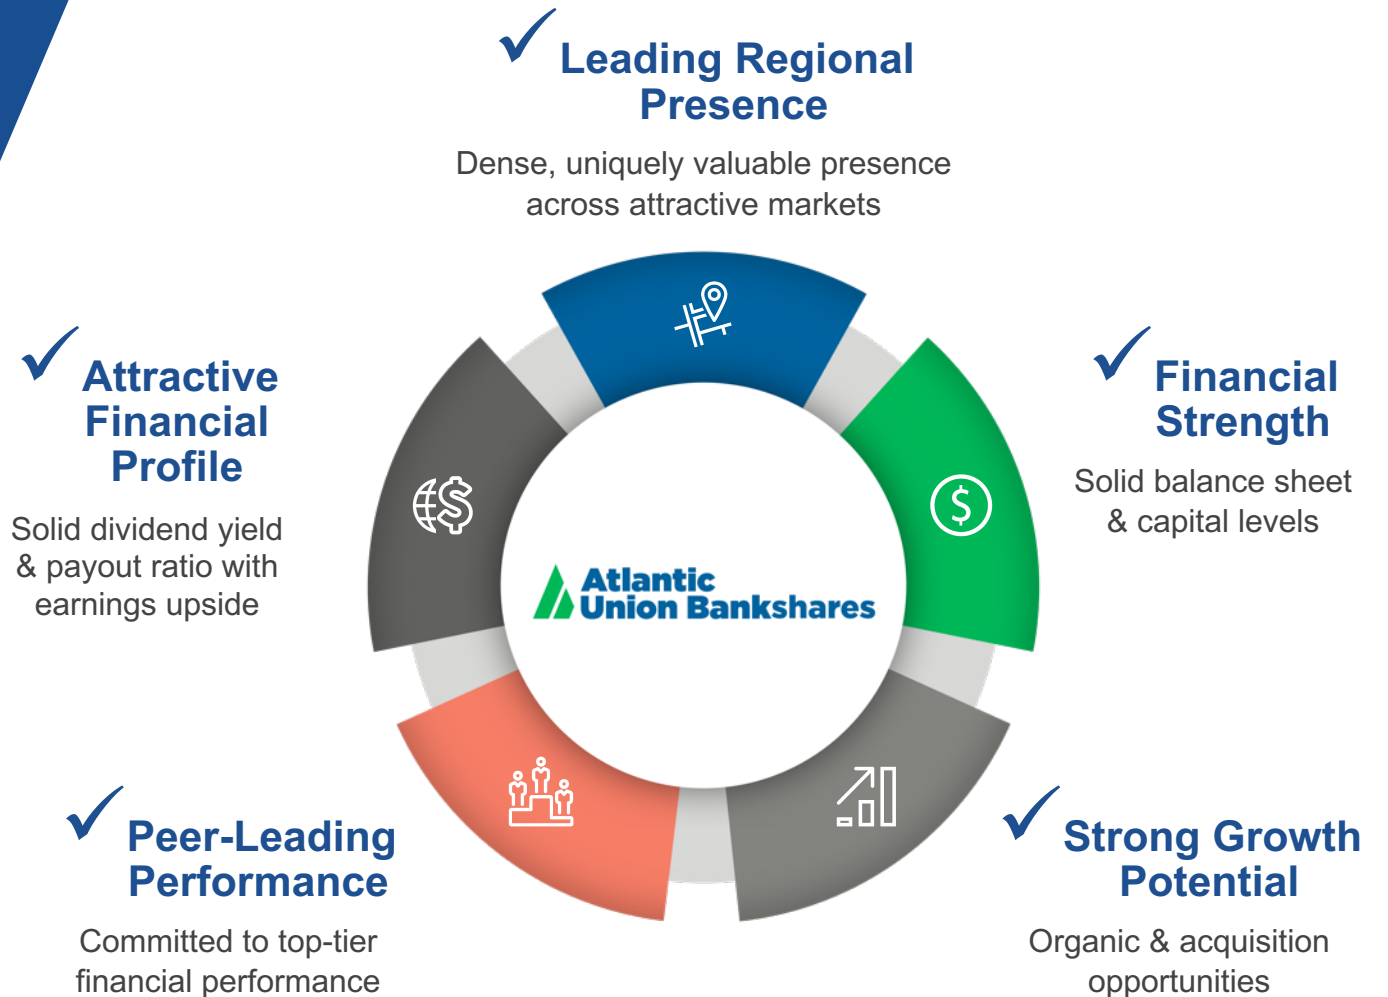 Leading Regional
Presence
Dense, uniquely valuable presence
across attractive markets
Attractive
Financial
Profile
Solid dividend yield
& payout ratio with
earnings upside
Financial
Strength
Solid balance sheet
& capital levels
Atlantic
Union Bankshares
Peer-Leading
Performance
Committed to top-tier
financial performance
Strong Growth
Potential
Organic & acquisition
opportunities